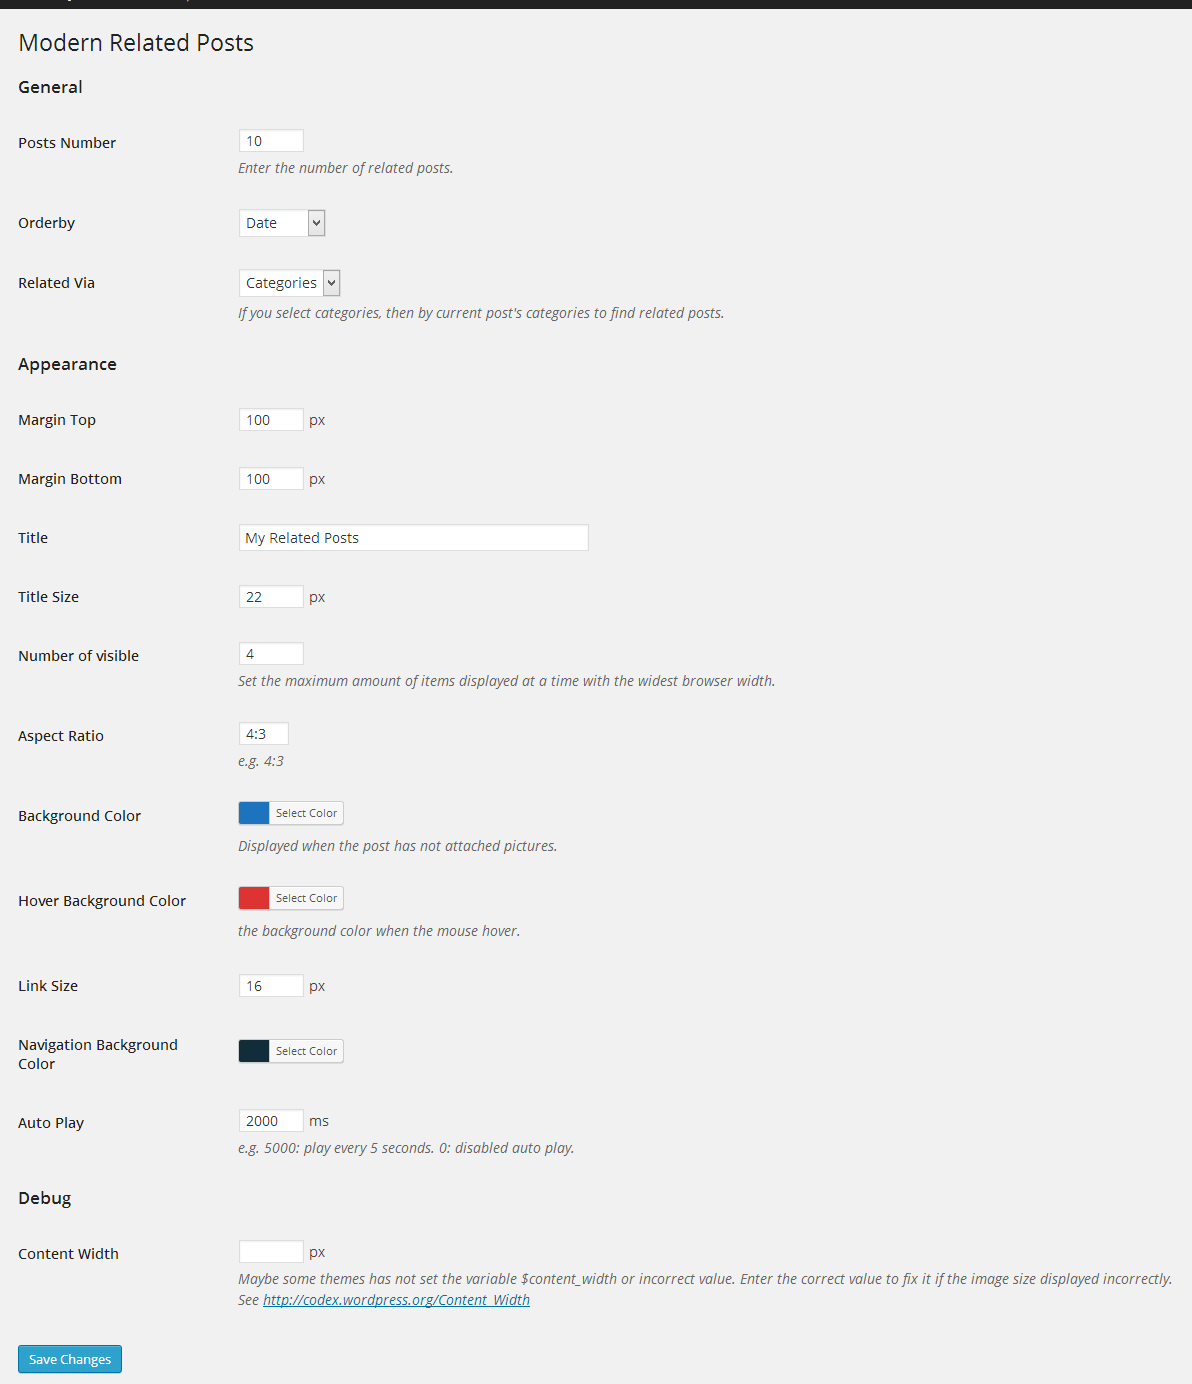 Modern Related Posts
General
Posts Number
10
Enter the number of related posts.
Orderby
Date
Related Via
Categories
If you select categories, then by current post's categories to find related posts.
Appearance
Margin Top
100 px
Margin Bottom
100 px
Title
My Related Posts
Title Size
22 px
Number of visible
4
Set the maximum amount of items displayed at a time with the widest browser width.
Aspect Ratio
4:3
e.g. 4:3
Background Color
Select Color
Displayed when the post has not attached pictures.
Hover Background Color
Select Color
the background color when the mouse hover.
Link Size
16 px
Navigation Background
Color
Select Color
Auto Play
2000 ms
e.g. 5000: play every 5 seconds. 0: disabled auto play.
Debug
Content Width
px
Maybe some themes has not set the variable $content_width or incorrect value. Enter the correct value to fix it if the image size displayed incorrectly.
See http://codex.wordpress.org/Content_Width
Save Changes